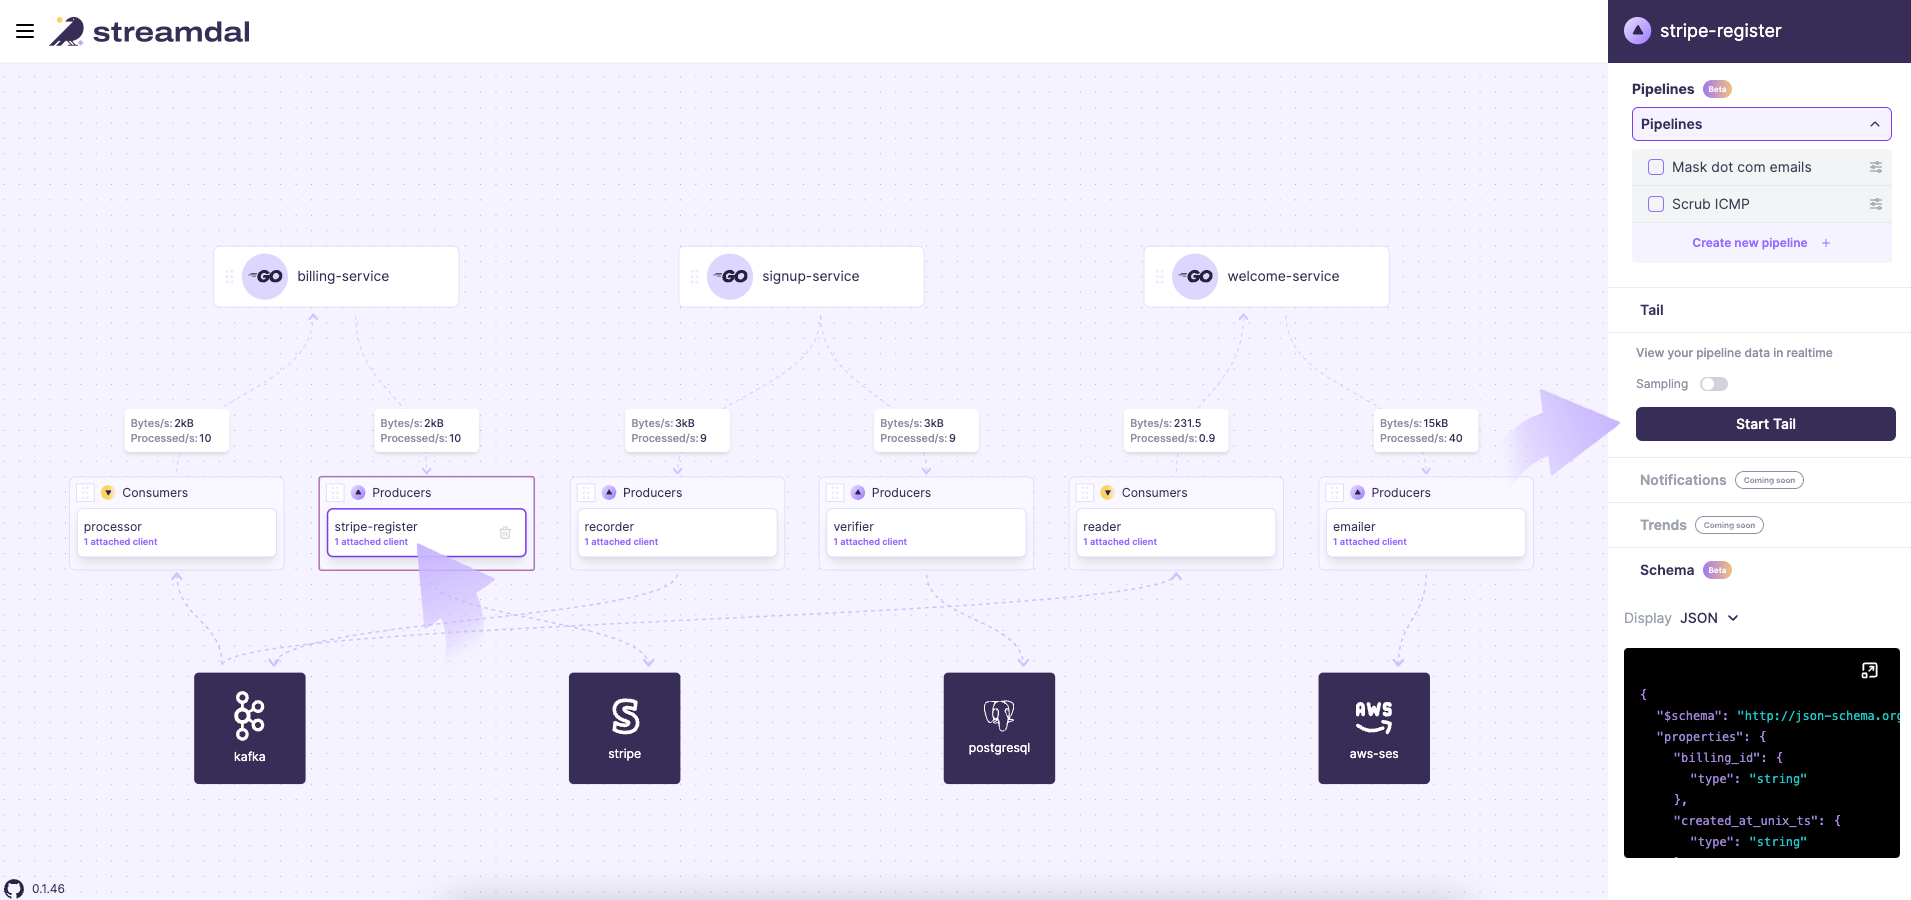 streamdal
stripe-register
Pipelines Beta
Pipelines
Mask dot com emails
Scrub ICMP
Create new pipeline +
Tail
View your pipeline data in realtime
Sampling
Start Tail
Notifications Coming soon
Trends Coming soon
Schema Beta
Display JSON
{
"$schema": "http://json-schema.org
"properties": {
"billing_id": {
"type": "string"
},
"created_at_unix_ts": {
"type": "string"
GO billing-service
GO signup-service
GO welcome-service
Bytes/s: 2kB
Processed/s: 10
Bytes/s: 2kB
Processed/s: 10
Bytes/s: 3kB
Processed/s: 9
Bytes/s: 3kB
Processed/s: 9
Bytes/s: 231.5
Processed/s: 0.9
Bytes/s: 15kB
Processed/s: 40
Consumers
processor
1 attached client
Producers
stripe-register
1 attached client
Producers
recorder
1 attached client
Producers
verifier
1 attached client
Consumers
reader
1 attached client
Producers
emailer
1 attached client
kafka
stripe
postgresql
AWS
aws-ses
0.1.46